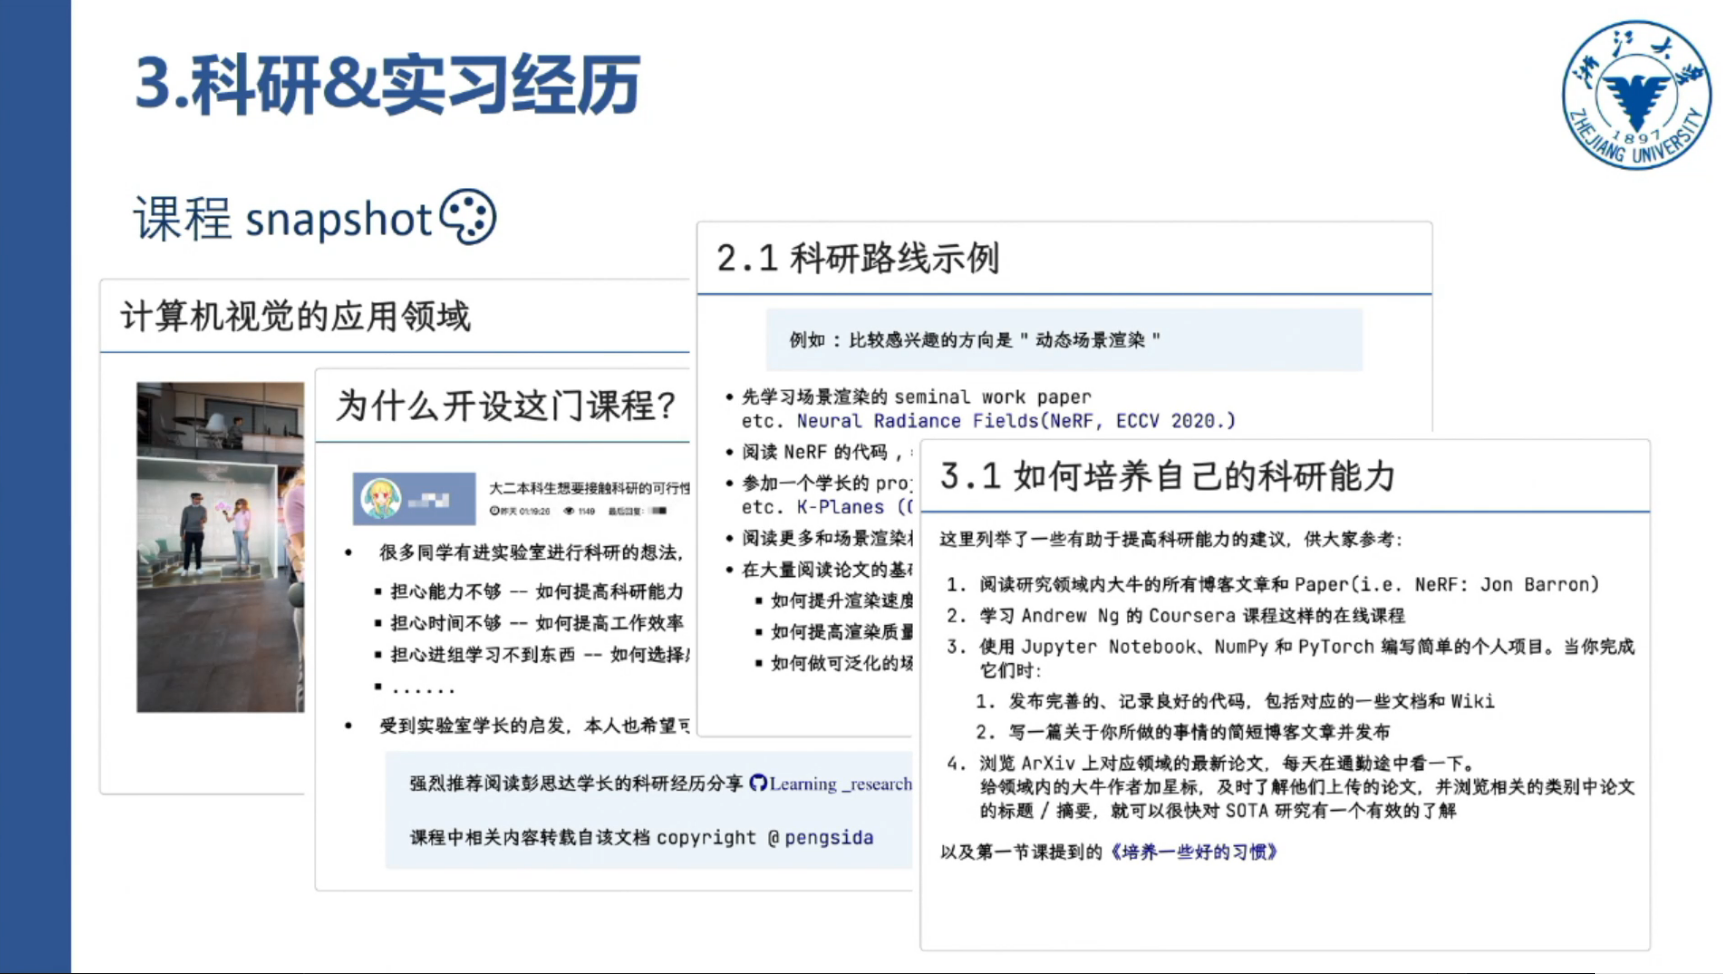 3.科研&实习经历
浙江大学
ZHEJIANG UNIVERSITY
1897
课程 snapshot
计算机视觉的应用领域
为什么开设这门课程?
大二本科生想要接触科研的可行性
昨天 01:19:26 1149 最后回复:
• 很多同学有进实验室进行科研的想法,
▪ 担心能力不够 -- 如何提高科研能力
▪ 担心时间不够 -- 如何提高工作效率
▪ 担心进组学习不到东西 -- 如何选择
▪ ......
• 受到实验室学长的启发, 本人也希望
强烈推荐阅读彭思达学长的科研经历分享 Learning_research
课程中相关内容转载自该文档 copyright @ pengsida
2.1 科研路线示例
例如 : 比较感兴趣的方向是 " 动态场景渲染 "
• 先学习场景渲染的 seminal work paper
etc. Neural Radiance Fields(NeRF, ECCV 2020.)
• 阅读 NeRF 的代码 ,
• 参加一个学长的
etc. K-Planes
• 阅读更多和场景渲染
• 在大量阅读论文的基
▪ 如何提升渲染速度
▪ 如何提高渲染质量
▪ 如何做可泛化的场
3.1 如何培养自己的科研能力
这里列举了一些有助于提高科研能力的建议, 供大家参考:
1. 阅读研究领域内大牛的所有博客文章和 Paper(i.e. NeRF: Jon Barron)
2. 学习 Andrew Ng 的 Coursera 课程这样的在线课程
3. 使用 Jupyter Notebook、NumPy 和 PyTorch 编写简单的个人项目。当你完成
它们时:
1. 发布完善的、记录良好的代码, 包括对应的一些文档和 Wiki
2. 写一篇关于你所做的事情的简短博客文章并发布
4. 浏览 ArXiv 上对应领域的最新论文, 每天在通勤途中看一下。
给领域内的大牛作者加星标, 及时了解他们上传的论文, 并浏览相关的类别中论文
的标题 / 摘要, 就可以很快对 SOTA 研究有一个有效的了解
以及第一节课提到的《培养一些好的习惯》